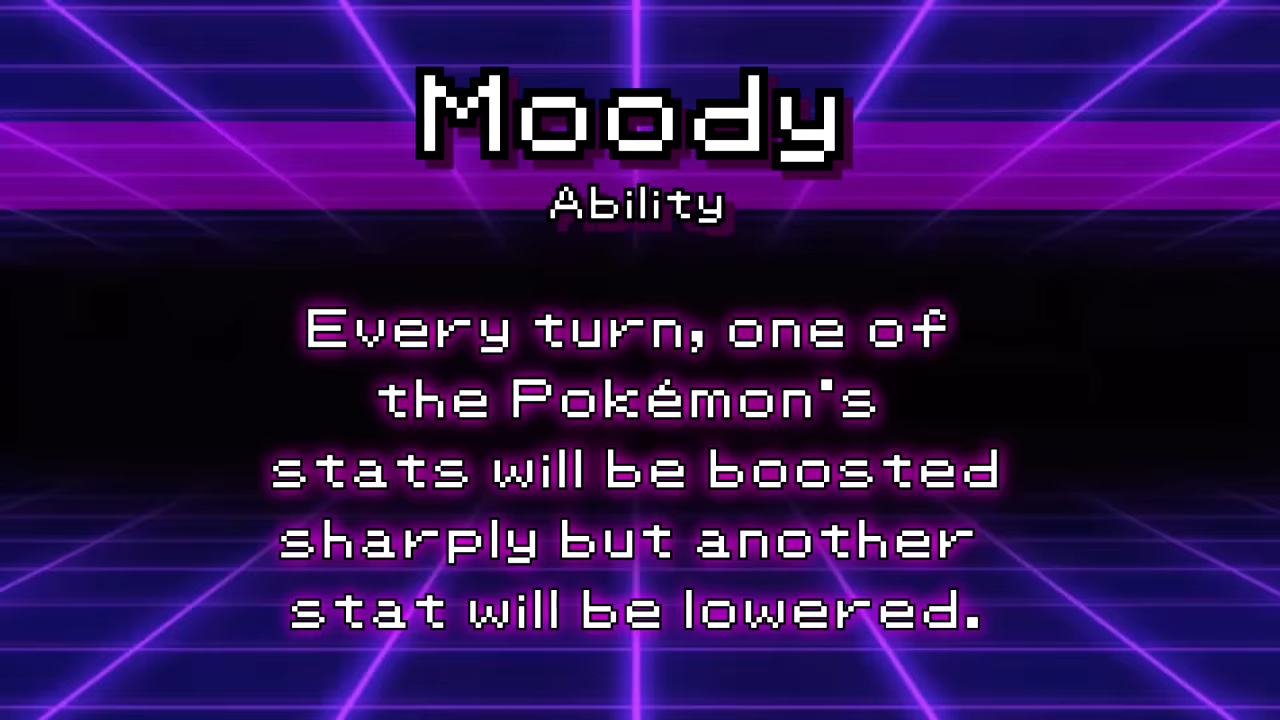 Moody
Ability
Every turn, one of
the Pokémon's
stats will be boosted
sharply but another
stat will be lowered.